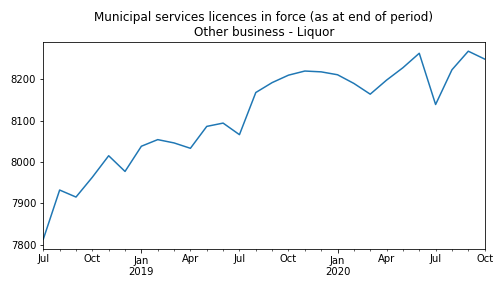 Municipal services licences in force (as at end of period)
Other business - Liquor
8200
8100
8000
7900
7800
Jul Oct Jan Apr Jul Oct Jan Apr Jul Oct
2019 2020